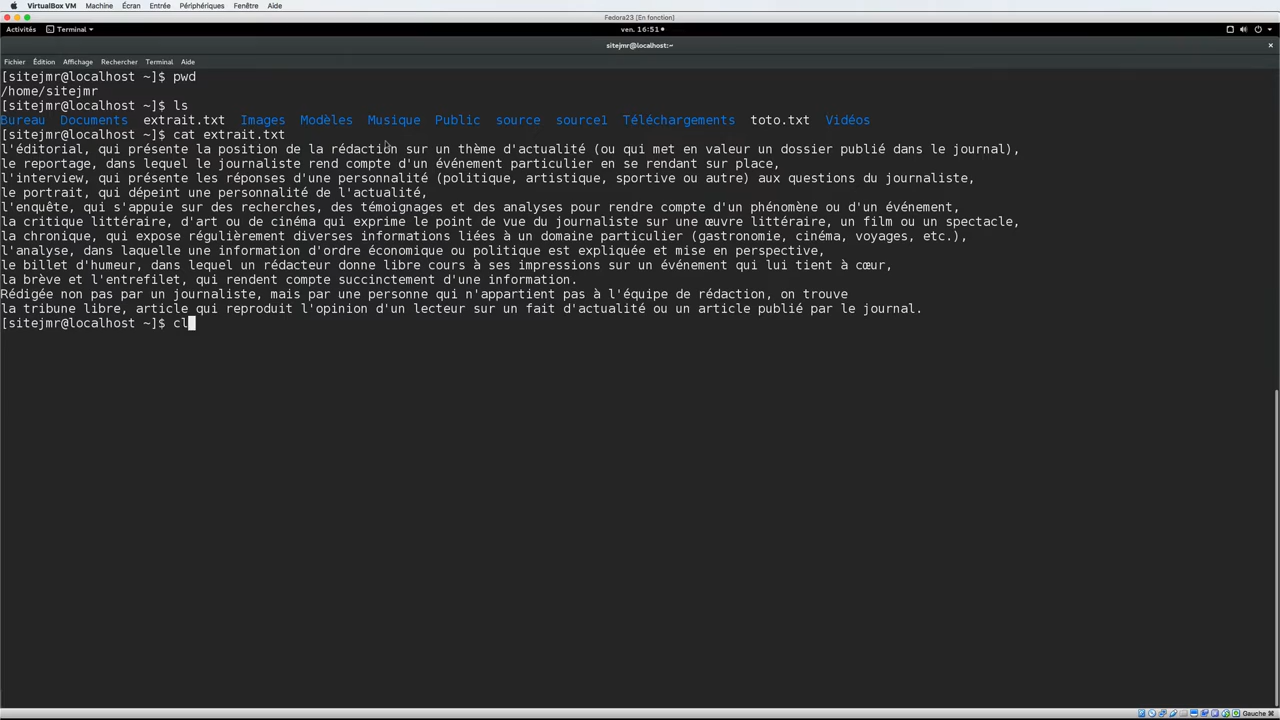 VirtualBox VM Machine Écran Entrée Périphériques Fenêtre Aide
Fedora23 [En fonction]
Activités Terminal ven. 16:51
sitejmr@localhost:~
Fichier Édition Affichage Rechercher Terminal Aide
[sitejmr@localhost ~]$ pwd
/home/sitejmr
[sitejmr@localhost ~]$ ls
Bureau Documents extrait.txt Images Modèles Musique Public source source1 Téléchargements toto.txt Vidéos
[sitejmr@localhost ~]$ cat extrait.txt
l'éditorial, qui présente la position de la rédaction sur un thème d'actualité (ou qui met en valeur un dossier publié dans le journal),
le reportage, dans lequel le journaliste rend compte d'un événement particulier en se rendant sur place,
l'interview, qui présente les réponses d'une personnalité (politique, artistique, sportive ou autre) aux questions du journaliste,
le portrait, qui dépeint une personnalité de l'actualité,
l'enquête, qui s'appuie sur des recherches, des témoignages et des analyses pour rendre compte d'un phénomène ou d'un événement,
la critique littéraire, d'art ou de cinéma qui exprime le point de vue du journaliste sur une œuvre littéraire, un film ou un spectacle,
la chronique, qui expose régulièrement diverses informations liées à un domaine particulier (gastronomie, cinéma, voyages, etc.),
l'analyse, dans laquelle une information d'ordre économique ou politique est expliquée et mise en perspective,
le billet d'humeur, dans lequel un rédacteur donne libre cours à ses impressions sur un événement qui lui tient à cœur,
la brève et l'entrefilet, qui rendent compte succinctement d'une information.
Rédigée non pas par un journaliste, mais par une personne qui n'appartient pas à l'équipe de rédaction, on trouve
la tribune libre, article qui reproduit l'opinion d'un lecteur sur un fait d'actualité ou un article publié par le journal.
[sitejmr@localhost ~]$ cl
Gauche ⌘